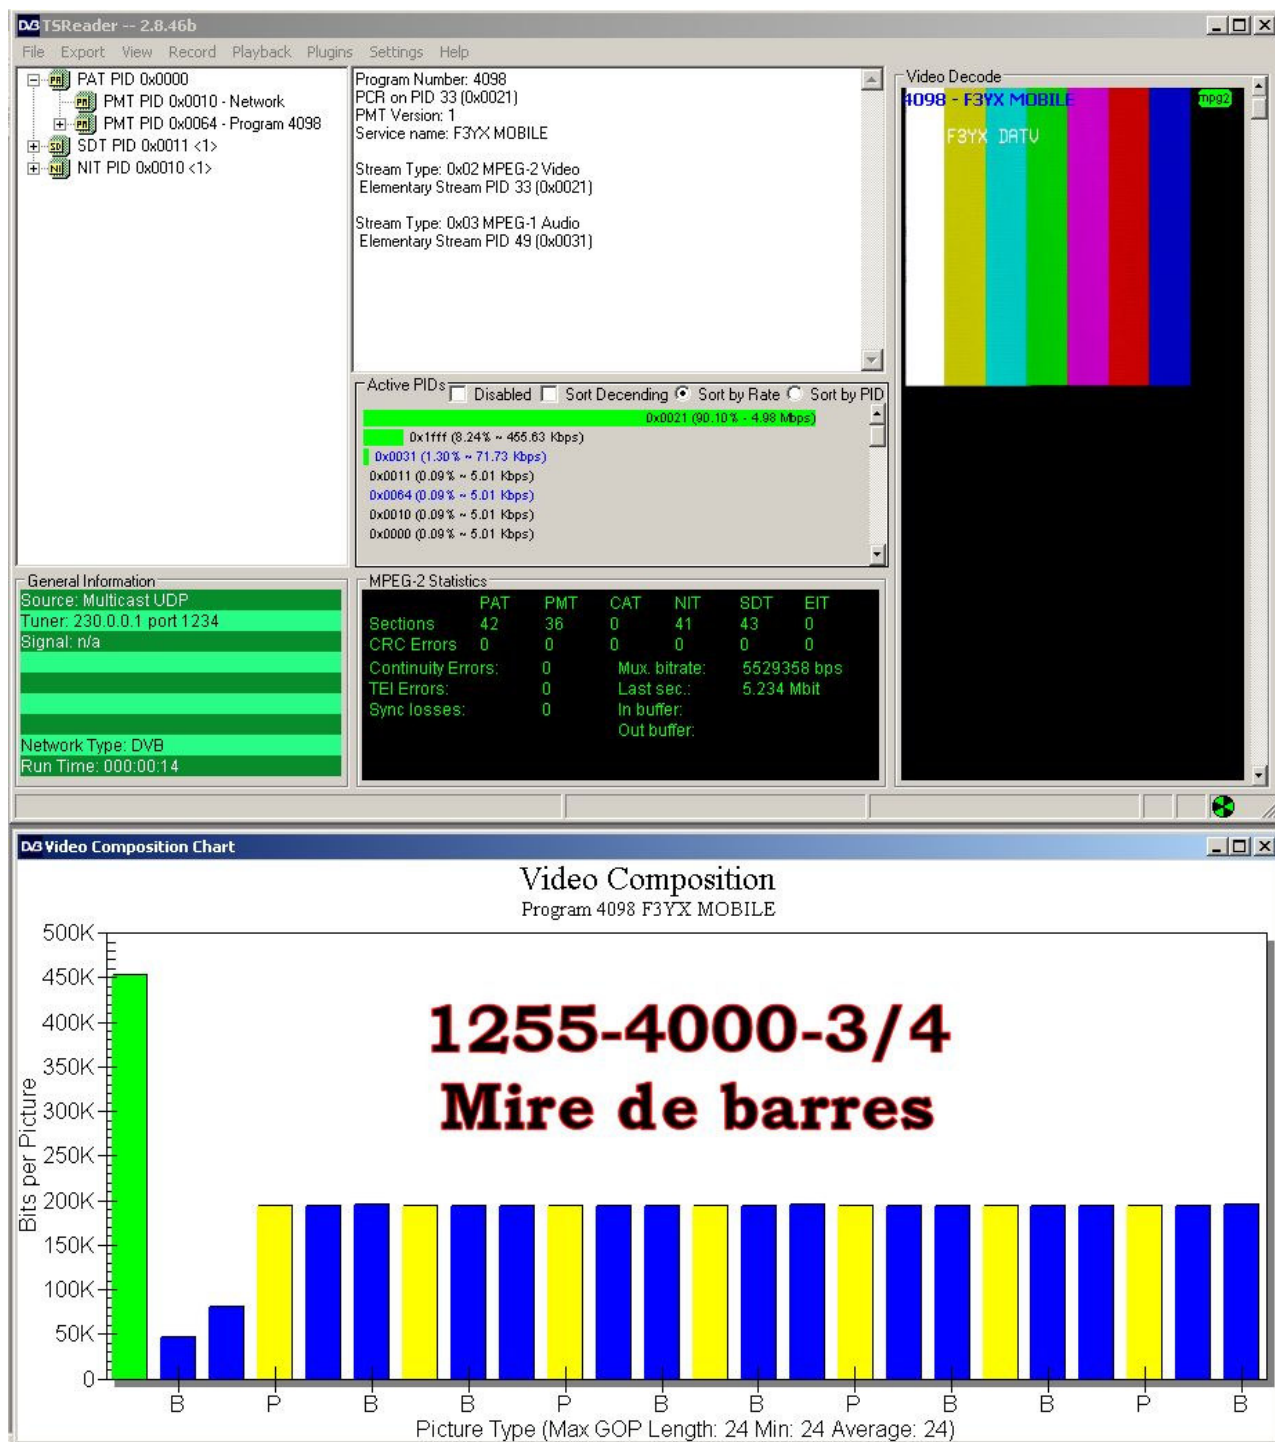 TSReader -- 2.8.46b
File Export View Record Playback Plugins Settings Help
PAT PID 0x0000
PMT PID 0x0010 - Network
PMT PID 0x0064 - Program 4098
SDT PID 0x0011 <1>
NIT PID 0x0010 <1>
Program Number: 4098
PCR on PID 33 (0x0021)
PMT Version: 1
Service name: F3YX MOBILE
Stream Type: 0x02 MPEG-2 Video
Elementary Stream PID 33 (0x0021)
Stream Type: 0x03 MPEG-1 Audio
Elementary Stream PID 49 (0x0031)
Active PIDs
Disabled Sort Decending Sort by Rate Sort by PID
0x0021 (90.10% - 4.98 Mbps)
0x1fff (8.24% ~ 455.63 Kbps)
0x0031 (1.30% ~ 71.73 Kbps)
0x0011 (0.09% ~ 5.01 Kbps)
0x0064 (0.09% ~ 5.01 Kbps)
0x0010 (0.09% ~ 5.01 Kbps)
0x0000 (0.09% ~ 5.01 Kbps)
Video Decode
4098 - F3YX MOBILE
mpg2
F3YX DATV
General Information
Source: Multicast UDP
Tuner: 230.0.0.1 port 1234
Signal: n/a
Network Type: DVB
Run Time: 000:00:14
MPEG-2 Statistics
PAT PMT CAT NIT SDT EIT
Sections 42 36 0 41 43 0
CRC Errors 0 0 0 0 0 0
Continuity Errors: 0 Mux. bitrate: 5529358 bps
TEI Errors: 0 Last sec.: 5.234 Mbit
Sync losses: 0 In buffer:
Out buffer:
Video Composition Chart
Video Composition
Program 4098 F3YX MOBILE
1255-4000-3/4
Mire de barres
Bits per Picture
500K
450K
400K
350K
300K
250K
200K
150K
100K
50K
0
B P B B P B B P B B P B
Picture Type (Max GOP Length: 24 Min: 24 Average: 24)